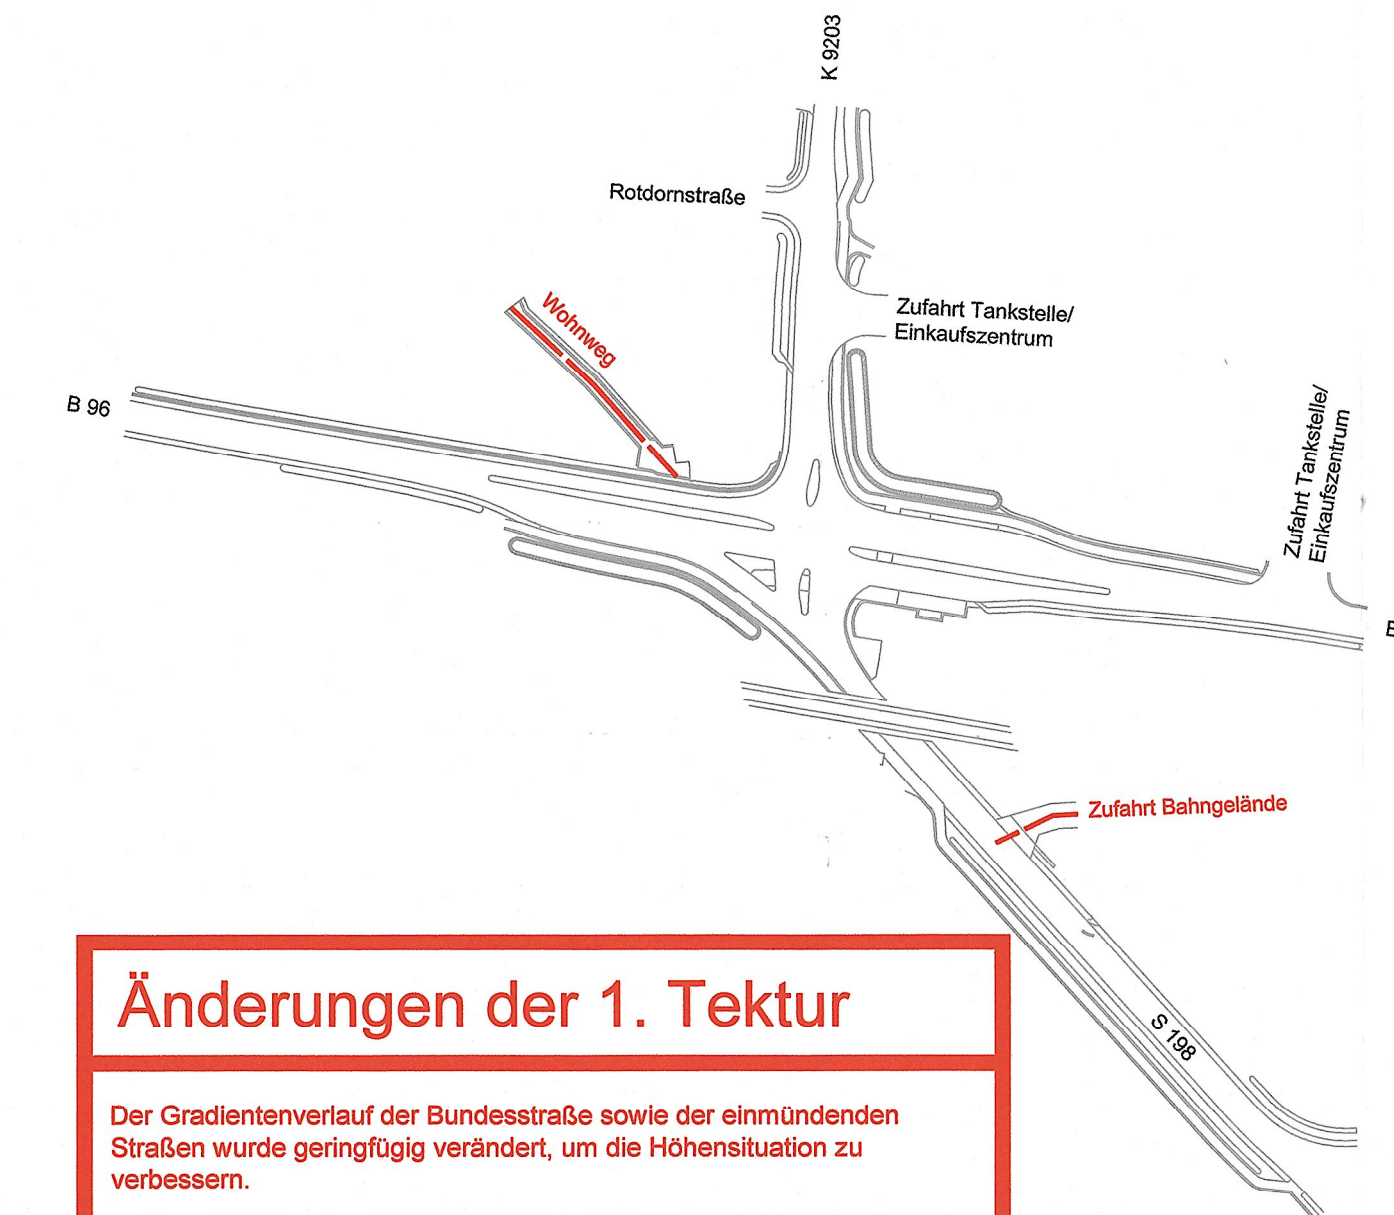 K 9203
Rotdornstraße
Wohnweg
Zufahrt Tankstelle/
Einkaufszentrum
B 96
Zufahrt Tankstelle/
Einkaufszentrum
Zufahrt Bahngelände
S 198
Änderungen der 1. Tektur
Der Gradientenverlauf der Bundesstraße sowie der einmündenden
Straßen wurde geringfügig verändert, um die Höhensituation zu
verbessern.